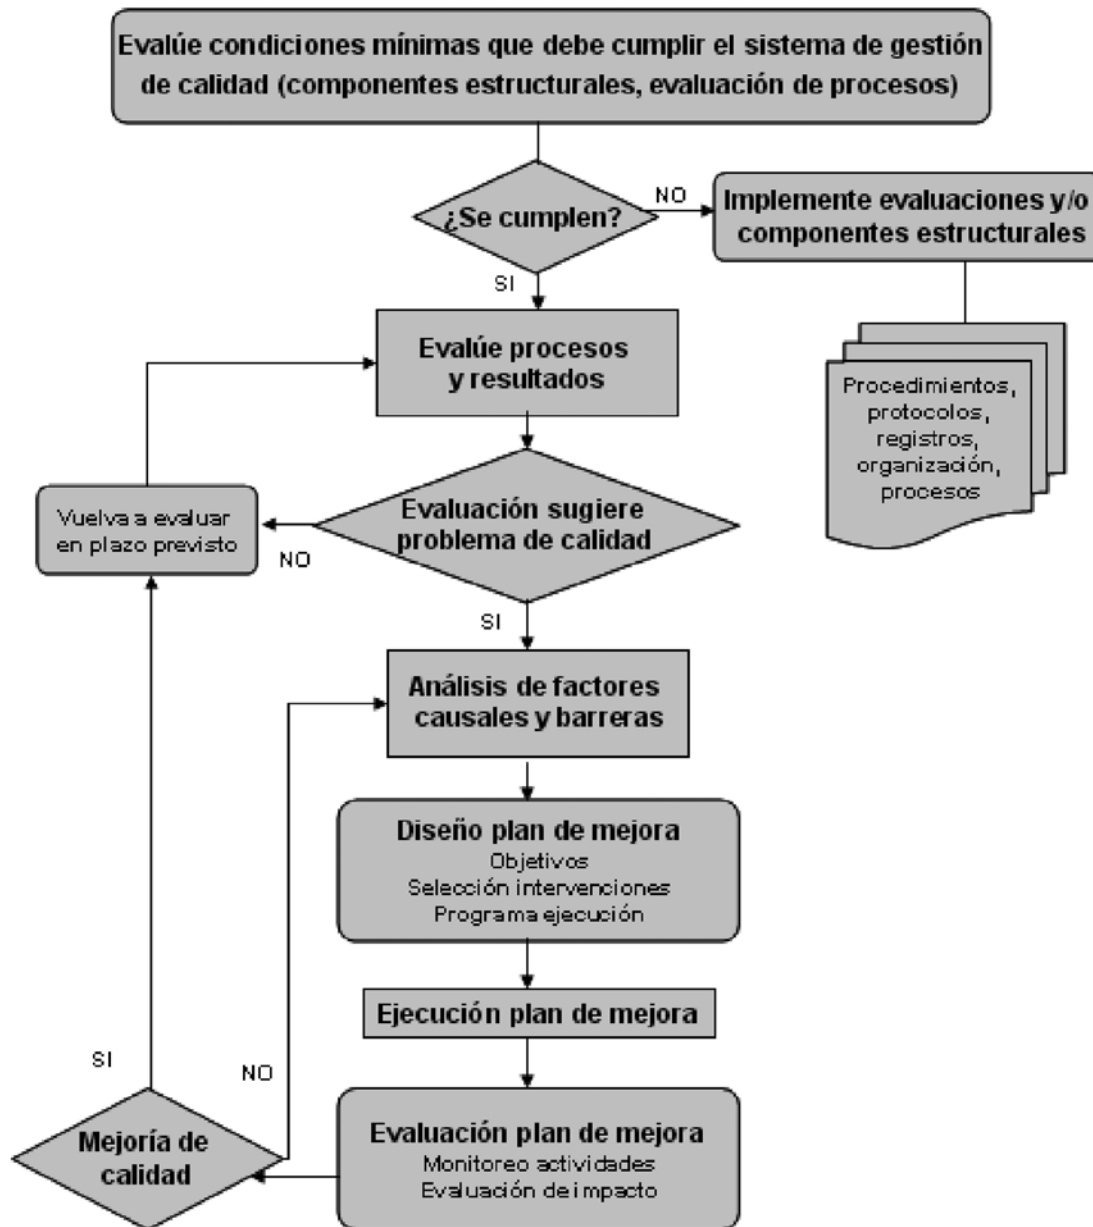 Evalúe condiciones mínimas que debe cumplir el sistema de gestión
de calidad (componentes estructurales, evaluación de procesos)
¿Se cumplen?
NO
Implemente evaluaciones y/o
componentes estructurales
SI
Evalúe procesos
y resultados
Procedimientos,
protocolos,
registros,
organización,
procesos
Vuelva a evaluar
en plazo previsto
NO
Evaluación sugiere
problema de calidad
SI
Análisis de factores
causales y barreras
Diseño plan de mejora
Objetivos
Selección intervenciones
Programa ejecución
Ejecución plan de mejora
SI
NO
Mejoría de
calidad
Evaluación plan de mejora
Monitoreo actividades
Evaluación de impacto